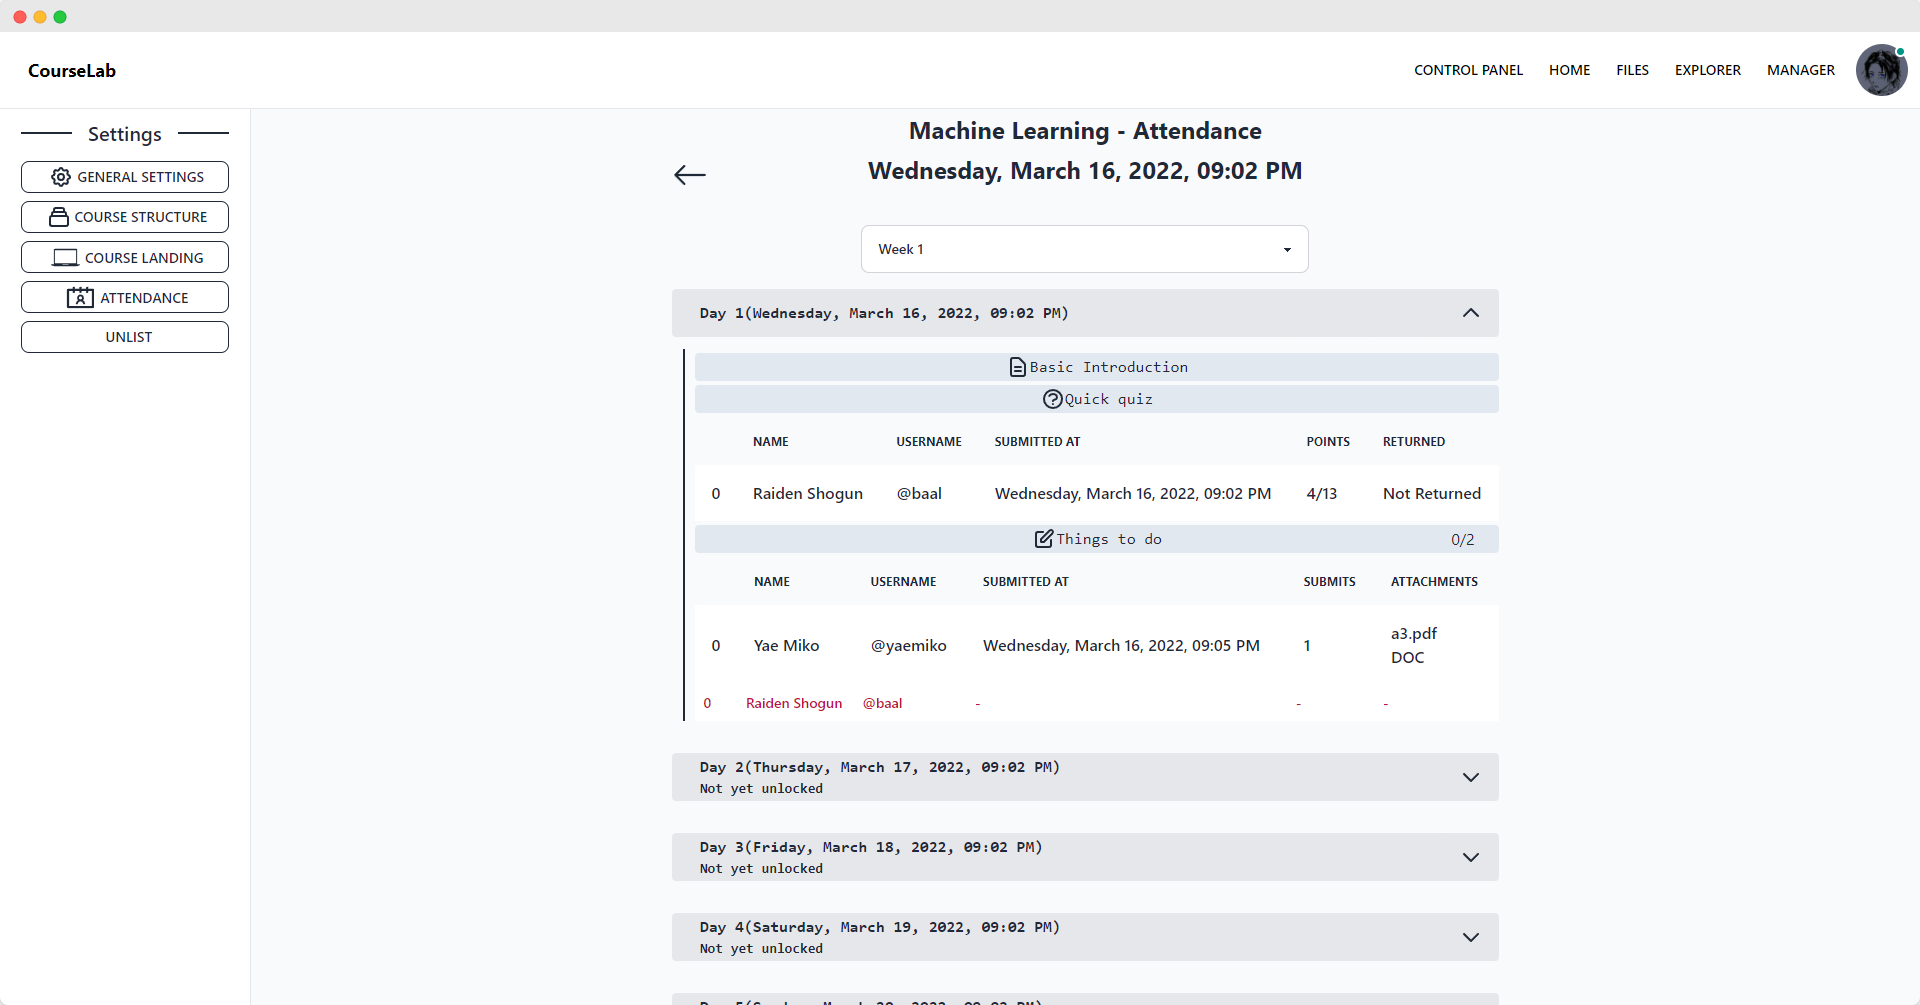 CourseLab
CONTROL PANEL HOME FILES EXPLORER MANAGER
Settings
GENERAL SETTINGS
COURSE STRUCTURE
COURSE LANDING
ATTENDANCE
UNLIST
Machine Learning - Attendance
Wednesday, March 16, 2022, 09:02 PM
Week 1
Day 1(Wednesday, March 16, 2022, 09:02 PM)
Basic Introduction
Quick quiz
NAME USERNAME SUBMITTED AT POINTS RETURNED
0 Raiden Shogun @baal Wednesday, March 16, 2022, 09:02 PM 4/13 Not Returned
Things to do 0/2
NAME USERNAME SUBMITTED AT SUBMITS ATTACHMENTS
0 Yae Miko @yaemiko Wednesday, March 16, 2022, 09:05 PM 1 a3.pdf
DOC
0 Raiden Shogun @baal - - -
Day 2(Thursday, March 17, 2022, 09:02 PM)
Not yet unlocked
Day 3(Friday, March 18, 2022, 09:02 PM)
Not yet unlocked
Day 4(Saturday, March 19, 2022, 09:02 PM)
Not yet unlocked